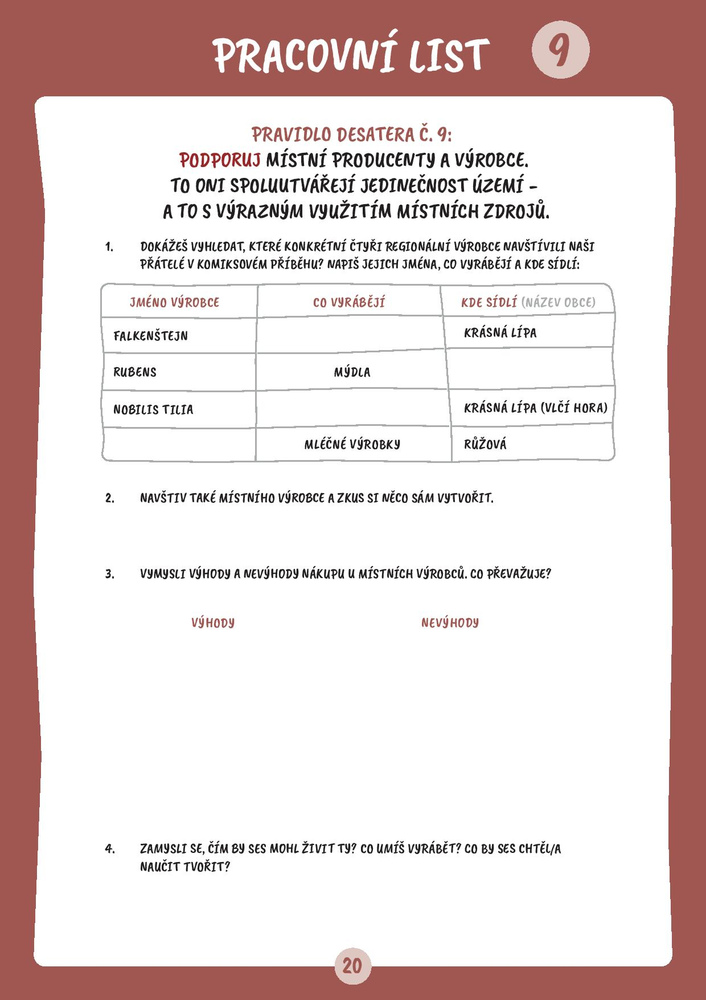 PRACOVNÍ LIST 9
PRAVIDLO DESATERA Č. 9:
PODPORUJ MÍSTNÍ PRODUCENTY A VÝROBCE.
TO ONI SPOLUUTVÁŘEJÍ JEDINEČNOST ÚZEMÍ -
A TO S VÝRAZNÝM VYUŽITÍM MÍSTNÍCH ZDROJŮ.
1. DOKÁŽEŠ VYHLEDAT, KTERÉ KONKRÉTNÍ ČTYŘI REGIONÁLNÍ VÝROBCE NAVŠTÍVILI NAŠI
PŘÁTELÉ V KOMIKSOVÉM PŘÍBĚHU? NAPIŠ JEJICH JMÉNA, CO VYRÁBĚJÍ A KDE SÍDLÍ:
JMÉNO VÝROBCE CO VYRÁBĚJÍ KDE SÍDLÍ (NÁZEV OBCE)
FALKENŠTEJN KRÁSNÁ LÍPA
RUBENS MÝDLA
NOBILIS TILIA KRÁSNÁ LÍPA (VLČÍ HORA)
MLÉČNÉ VÝROBKY RŮŽOVÁ
2. NAVŠTIV TAKÉ MÍSTNÍHO VÝROBCE A ZKUS SI NĚCO SÁM VYTVOŘIT.
3. VYMYSLI VÝHODY A NEVÝHODY NÁKUPU U MÍSTNÍCH VÝROBCŮ. CO PŘEVAŽUJE?
VÝHODY NEVÝHODY
4. ZAMYSLI SE, ČÍM BY SES MOHL ŽIVIT TY? CO UMÍŠ VYRÁBĚT? CO BY SES CHTĚL/A
NAUČIT TVOŘIT?
20